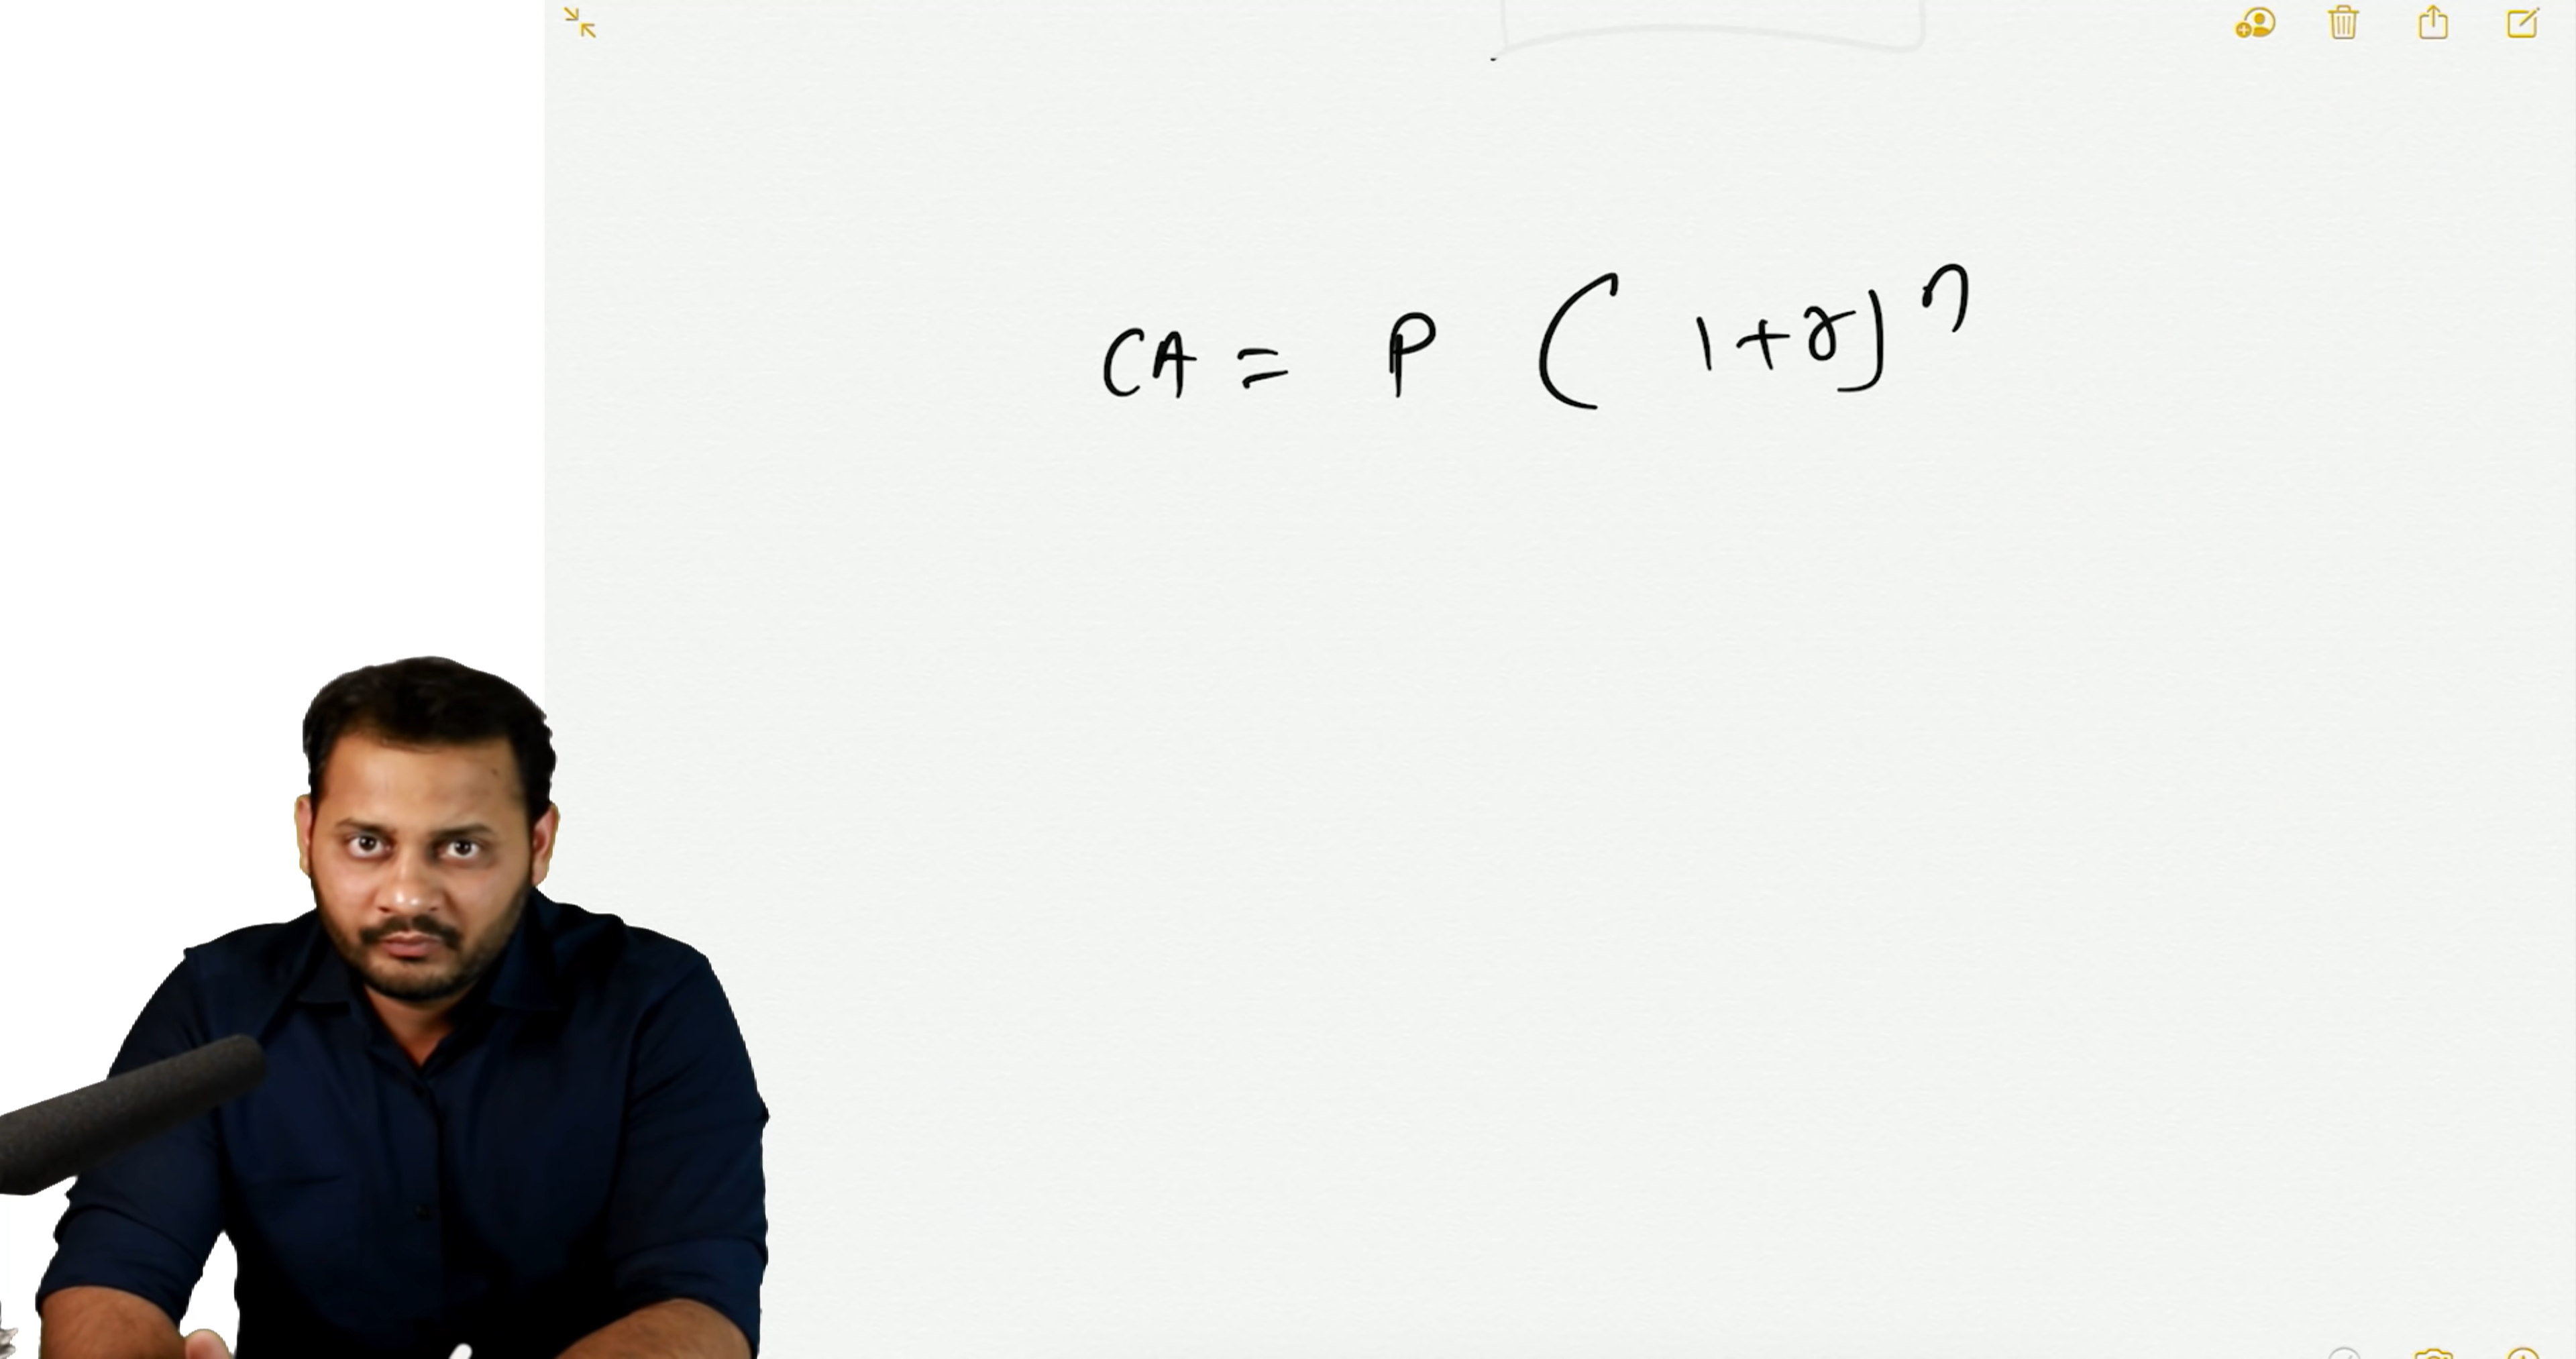 CA = P (1+r)^n